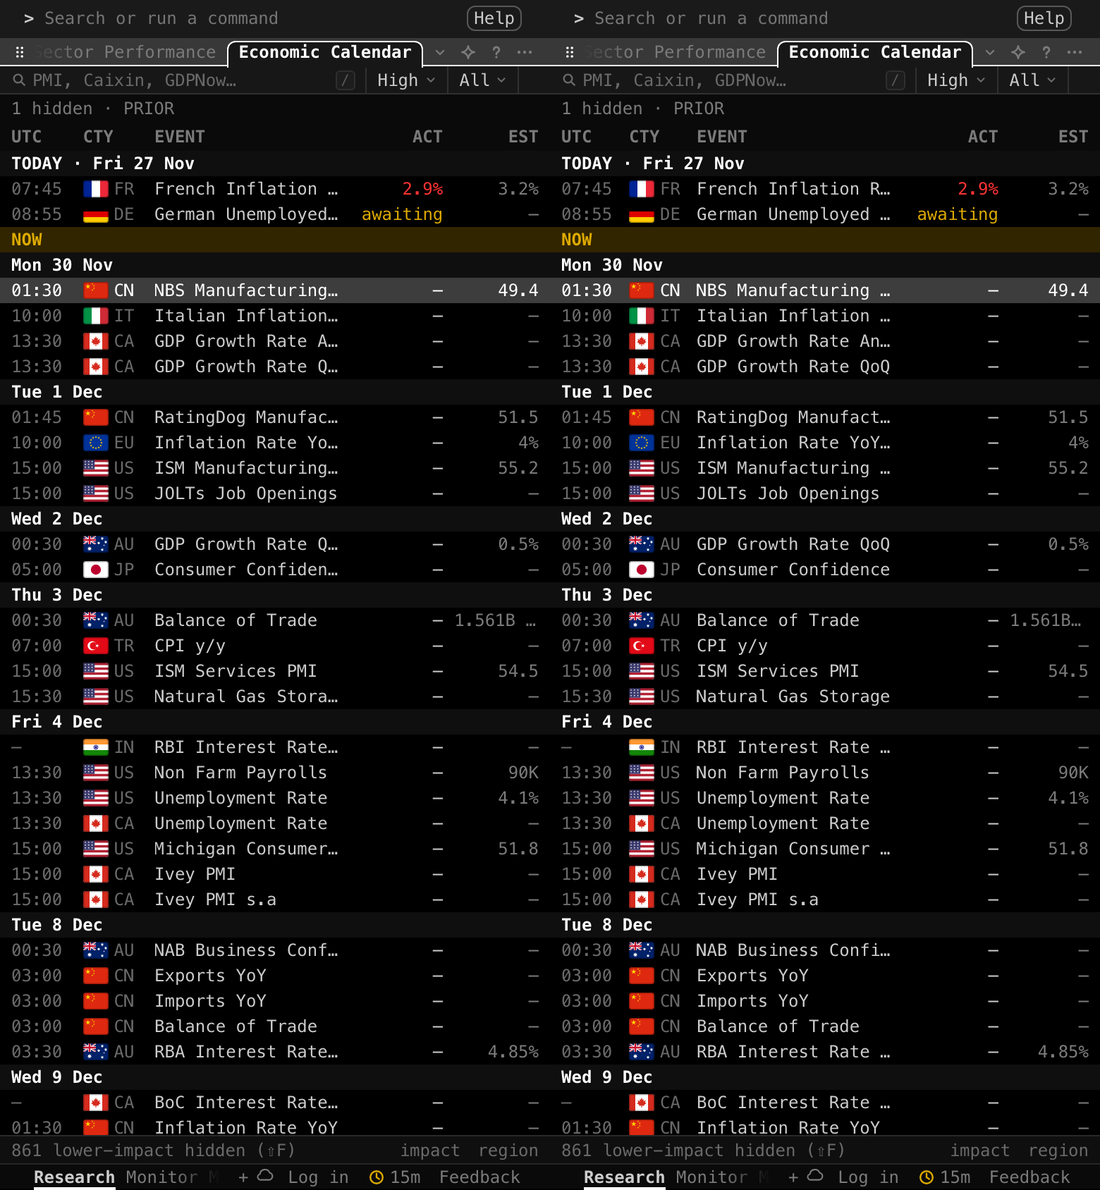 > Search or run a command Help > Search or run a command Help
Sector Performance Economic Calendar ? ··· Sector Performance Economic Calendar ? ···
PMI, Caixin, GDPNow… / High All PMI, Caixin, GDPNow… / High All
1 hidden · PRIOR 1 hidden · PRIOR
UTC CTY EVENT ACT EST UTC CTY EVENT ACT EST
TODAY · Fri 27 Nov TODAY · Fri 27 Nov
07:45 FR French Inflation … 2.9% 3.2% 07:45 FR French Inflation R… 2.9% 3.2%
08:55 DE German Unemployed… awaiting — 08:55 DE German Unemployed … awaiting —
NOW NOW
Mon 30 Nov Mon 30 Nov
01:30 CN NBS Manufacturing… — 49.4 01:30 CN NBS Manufacturing … — 49.4
10:00 IT Italian Inflation… — — 10:00 IT Italian Inflation … — —
13:30 CA GDP Growth Rate A… — — 13:30 CA GDP Growth Rate An… — —
13:30 CA GDP Growth Rate Q… — — 13:30 CA GDP Growth Rate QoQ — —
Tue 1 Dec Tue 1 Dec
01:45 CN RatingDog Manufac… — 51.5 01:45 CN RatingDog Manufact… — 51.5
10:00 EU Inflation Rate Yo… — 4% 10:00 EU Inflation Rate YoY… — 4%
15:00 US ISM Manufacturing… — 55.2 15:00 US ISM Manufacturing … — 55.2
15:00 US JOLTs Job Openings — — 15:00 US JOLTs Job Openings — —
Wed 2 Dec Wed 2 Dec
00:30 AU GDP Growth Rate Q… — 0.5% 00:30 AU GDP Growth Rate QoQ — 0.5%
05:00 JP Consumer Confiden… — — 05:00 JP Consumer Confidence — —
Thu 3 Dec Thu 3 Dec
00:30 AU Balance of Trade — 1.561B … 00:30 AU Balance of Trade — 1.561B…
07:00 TR CPI y/y — — 07:00 TR CPI y/y — —
15:00 US ISM Services PMI — 54.5 15:00 US ISM Services PMI — 54.5
15:30 US Natural Gas Stora… — — 15:30 US Natural Gas Storage — —
Fri 4 Dec Fri 4 Dec
— IN RBI Interest Rate… — — — IN RBI Interest Rate … — —
13:30 US Non Farm Payrolls — 90K 13:30 US Non Farm Payrolls — 90K
13:30 US Unemployment Rate — 4.1% 13:30 US Unemployment Rate — 4.1%
13:30 CA Unemployment Rate — — 13:30 CA Unemployment Rate — —
15:00 US Michigan Consumer… — 51.8 15:00 US Michigan Consumer … — 51.8
15:00 CA Ivey PMI — — 15:00 CA Ivey PMI — —
15:00 CA Ivey PMI s.a — — 15:00 CA Ivey PMI s.a — —
Tue 8 Dec Tue 8 Dec
00:30 AU NAB Business Conf… — — 00:30 AU NAB Business Confi… — —
03:00 CN Exports YoY — — 03:00 CN Exports YoY — —
03:00 CN Imports YoY — — 03:00 CN Imports YoY — —
03:00 CN Balance of Trade — — 03:00 CN Balance of Trade — —
03:30 AU RBA Interest Rate… — 4.85% 03:30 AU RBA Interest Rate … — 4.85%
Wed 9 Dec Wed 9 Dec
— CA BoC Interest Rate… — — — CA BoC Interest Rate … — —
01:30 CN Inflation Rate YoY — — 01:30 CN Inflation Rate YoY — —
861 lower-impact hidden (⇧F) impact region 861 lower-impact hidden (⇧F) impact region
Research Monitor M + Log in 15m Feedback Research Monitor M + Log in 15m Feedback